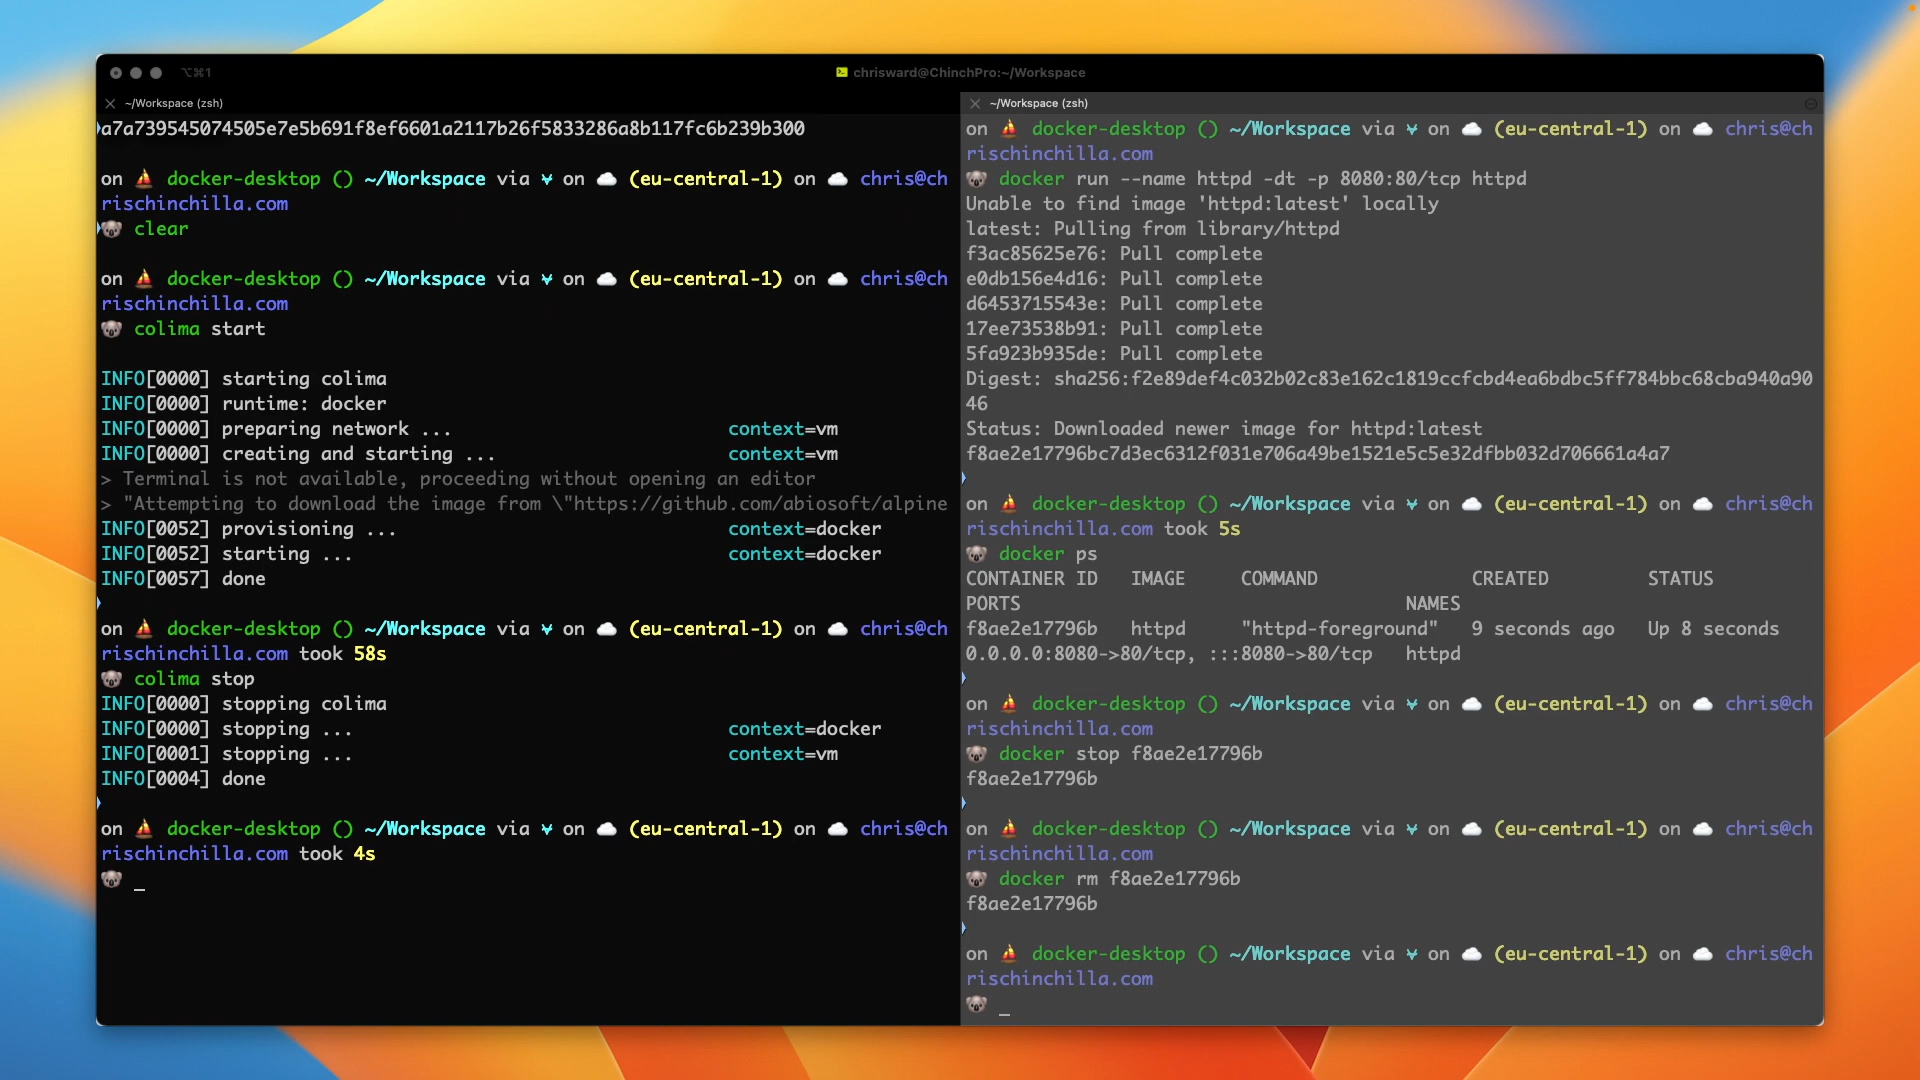 ⌥⌘1
chrisward@ChinchPro:~/Workspace
~/Workspace (zsh)
a7a739545074505e7e5b691f8ef6601a2117b26f5833286a8b117fc6b239b300
on docker-desktop () ~/Workspace via on (eu-central-1) on chris@ch
rischinchilla.com
clear
on docker-desktop () ~/Workspace via on (eu-central-1) on chris@ch
rischinchilla.com
colima start
INFO[0000] starting colima
INFO[0000] runtime: docker
INFO[0000] preparing network ... context=vm
INFO[0000] creating and starting ... context=vm
> Terminal is not available, proceeding without opening an editor
> "Attempting to download the image from \"https://github.com/abiosoft/alpine
INFO[0052] provisioning ... context=docker
INFO[0052] starting ... context=docker
INFO[0057] done
on docker-desktop () ~/Workspace via on (eu-central-1) on chris@ch
rischinchilla.com took 58s
colima stop
INFO[0000] stopping colima
INFO[0000] stopping ... context=docker
INFO[0001] stopping ... context=vm
INFO[0004] done
on docker-desktop () ~/Workspace via on (eu-central-1) on chris@ch
rischinchilla.com took 4s
_
~/Workspace (zsh)
on docker-desktop () ~/Workspace via on (eu-central-1) on chris@ch
rischinchilla.com
docker run --name httpd -dt -p 8080:80/tcp httpd
Unable to find image 'httpd:latest' locally
latest: Pulling from library/httpd
f3ac85625e76: Pull complete
e0db156e4d16: Pull complete
d6453715543e: Pull complete
17ee73538b91: Pull complete
5fa923b935de: Pull complete
Digest: sha256:f2e89def4c032b02c83e162c1819ccfcbd4ea6bdbc5ff784bbc68cba940a90
46
Status: Downloaded newer image for httpd:latest
f8ae2e17796bc7d3ec6312f031e706a49be1521e5c5e32dfbb032d706661a4a7
on docker-desktop () ~/Workspace via on (eu-central-1) on chris@ch
rischinchilla.com took 5s
docker ps
CONTAINER ID IMAGE COMMAND CREATED STATUS
PORTS NAMES
f8ae2e17796b httpd "httpd-foreground" 9 seconds ago Up 8 seconds
0.0.0.0:8080->80/tcp, :::8080->80/tcp httpd
on docker-desktop () ~/Workspace via on (eu-central-1) on chris@ch
rischinchilla.com
docker stop f8ae2e17796b
f8ae2e17796b
on docker-desktop () ~/Workspace via on (eu-central-1) on chris@ch
rischinchilla.com
docker rm f8ae2e17796b
f8ae2e17796b
on docker-desktop () ~/Workspace via on (eu-central-1) on chris@ch
rischinchilla.com
_